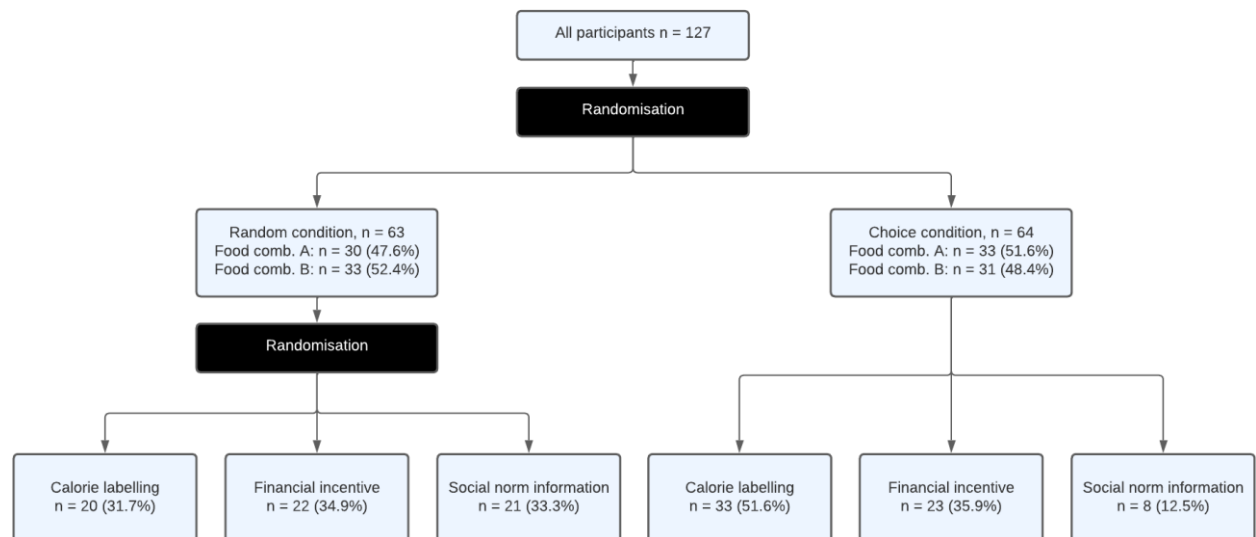 All participants n = 127
Randomisation
Random condition, n = 63
Food comb. A: n = 30 (47.6%)
Food comb. B: n = 33 (52.4%)
Choice condition, n = 64
Food comb. A: n = 33 (51.6%)
Food comb. B: n = 31 (48.4%)
Randomisation
Calorie labelling
n = 20 (31.7%)
Financial incentive
n = 22 (34.9%)
Social norm information
n = 21 (33.3%)
Calorie labelling
n = 33 (51.6%)
Financial incentive
n = 23 (35.9%)
Social norm information
n = 8 (12.5%)